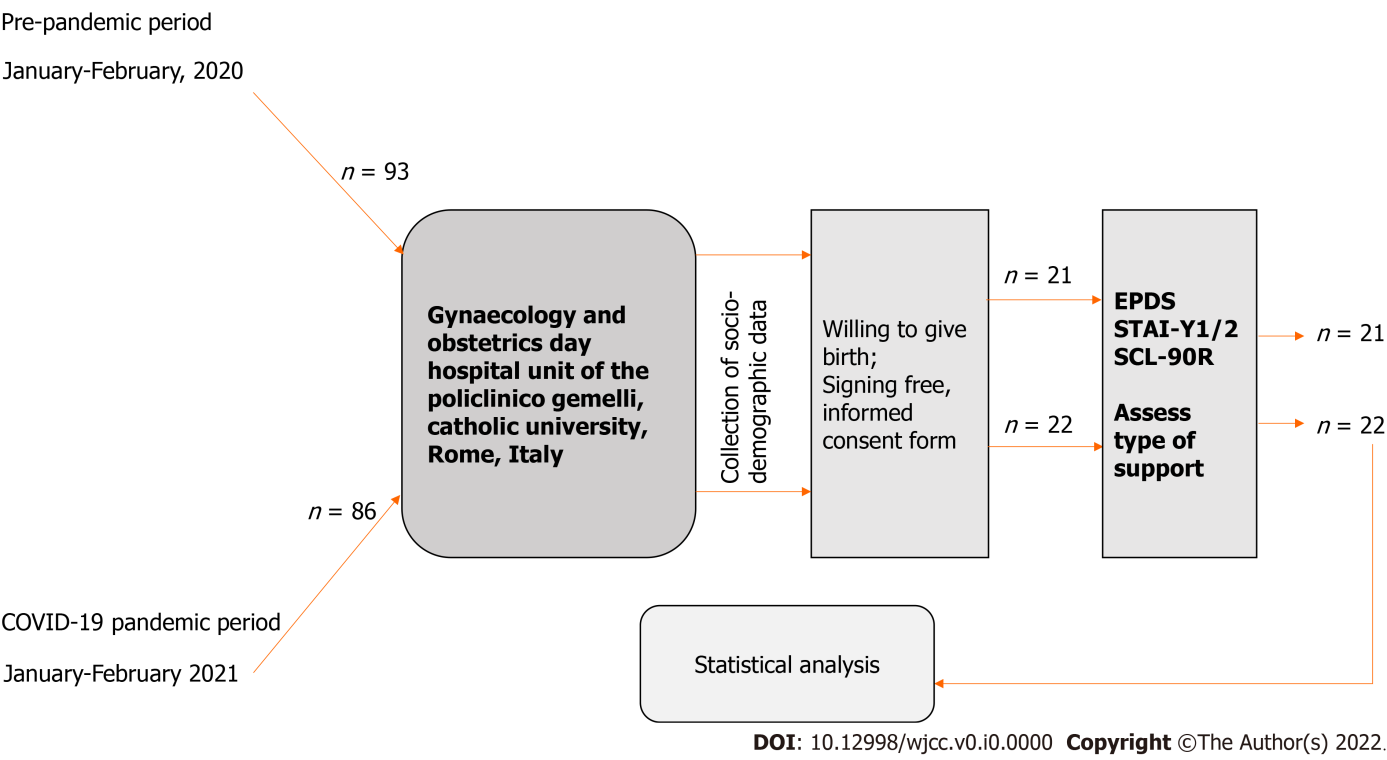 Pre-pandemic period
January-February, 2020
n = 93
Gynaecology and
obstetrics day
hospital unit of the
policlinico gemelli,
catholic university,
Rome, Italy
n = 86
COVID-19 pandemic period
January-February 2021
Collection of socio-
demographic data
Willing to give
birth;
Signing free,
informed
consent form
n = 21
n = 22
EPDS
STAI-Y1/2
SCL-90R
Assess
type of
support
n = 21
n = 22
Statistical analysis
DOI: 10.12998/wjcc.v0.i0.0000 Copyright ©The Author(s) 2022.